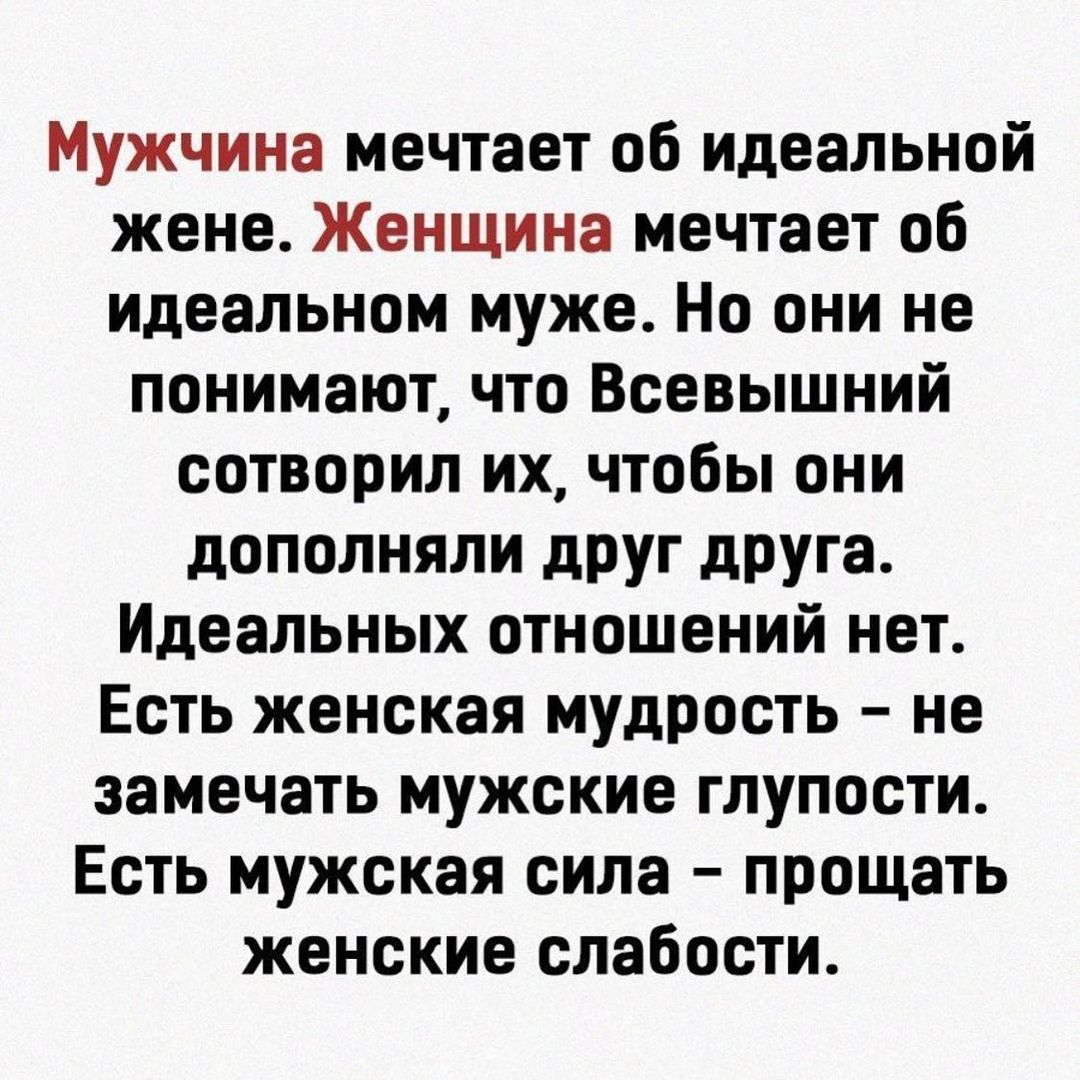 Мужчина мечтает об идеальной
жене. Женщина мечтает об
идеальном муже. Но они не
понимают, что Всевышний
сотворил их, чтобы они
дополняли друг друга.
Идеальных отношений нет.
Есть женская мудрость – не
замечать мужские глупости.
Есть мужская сила – прощать
женские слабости.